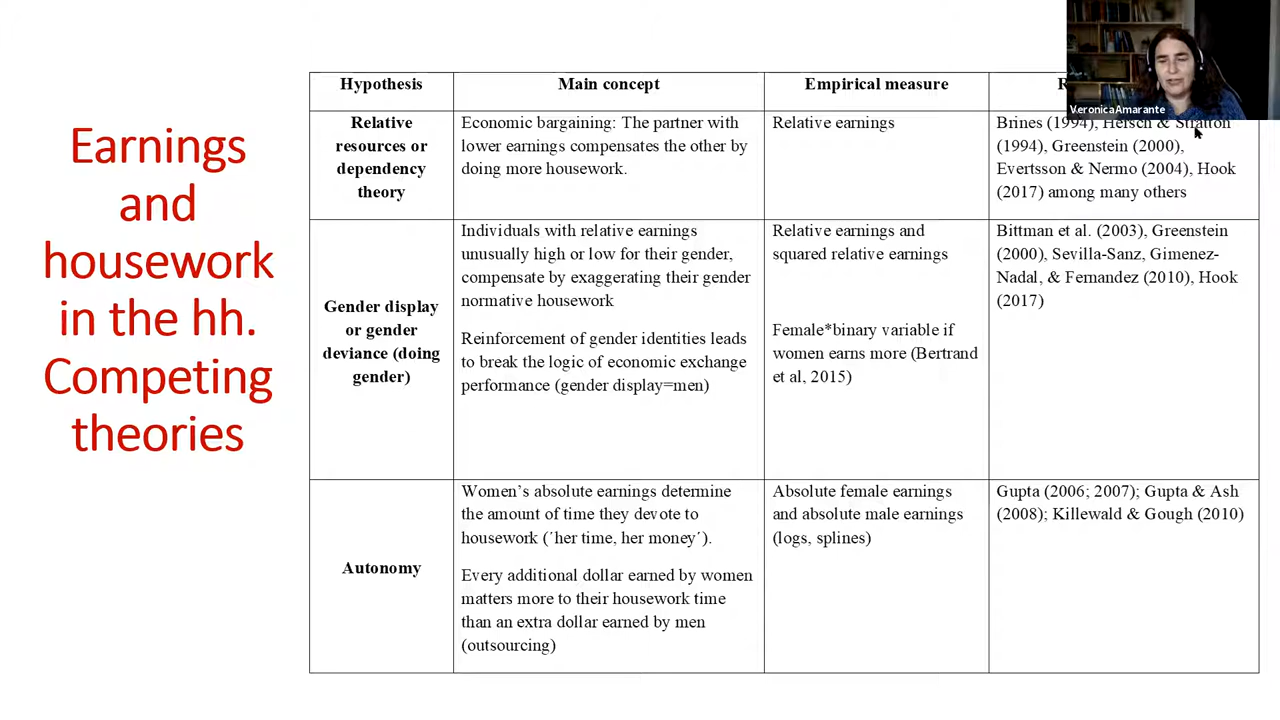 Earnings
and
housework
in the hh.
Competing
theories
Hypothesis
Main concept
Empirical measure
Veronica Amarante
Relative
resources or
dependency
theory
Economic bargaining: The partner with
lower earnings compensates the other by
doing more housework.
Relative earnings
Brines (1994), Hersch & Stratton
(1994), Greenstein (2000),
Evertsson & Nermo (2004), Hook
(2017) among many others
Gender display
or gender
deviance (doing
gender)
Individuals with relative earnings
unusually high or low for their gender,
compensate by exaggerating their gender
normative housework
Reinforcement of gender identities leads
to break the logic of economic exchange
performance (gender display=men)
Relative earnings and
squared relative earnings
Female*binary variable if
women earns more (Bertrand
et al, 2015)
Bittman et al. (2003), Greenstein
(2000), Sevilla-Sanz, Gimenez-
Nadal, & Fernandez (2010), Hook
(2017)
Autonomy
Women’s absolute earnings determine
the amount of time they devote to
housework (´her time, her money´).
Every additional dollar earned by women
matters more to their housework time
than an extra dollar earned by men
(outsourcing)
Absolute female earnings
and absolute male earnings
(logs, splines)
Gupta (2006; 2007); Gupta & Ash
(2008); Killewald & Gough (2010)